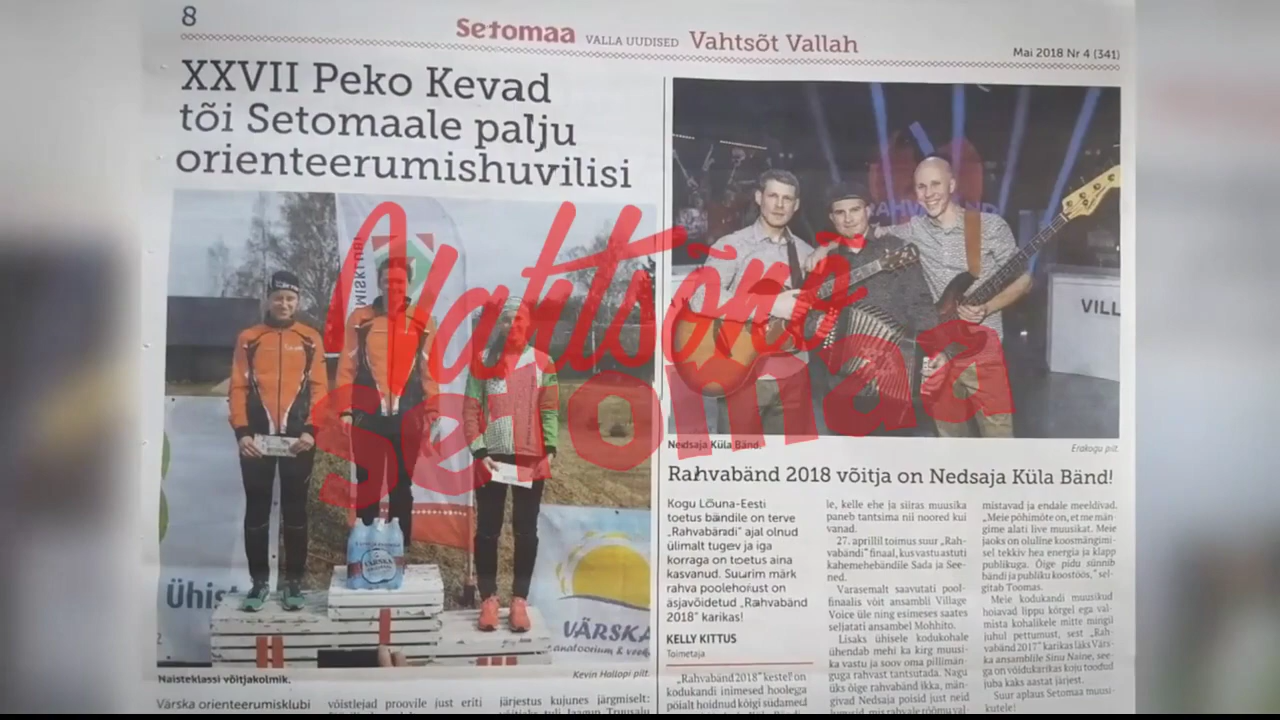 8
Setomaa VALLA UUDISED Vahtsõt Vallah
Mai 2018 Nr 4 (341)
XXVII Peko Kevad
tõi Setomaale palju
orienteerumishuvilisi
Vahtsõnõ
setomaa
VILL
Ühist
VÄRSKA
VÄRSKA
Naisteklassi võitjakolmik.
Kevin Hallopi pilt.
Värska orienteerumisklubi
võistlejad proovile just eriti
järjestus kujunes järgmiselt:
Nedsaja Küla Bänd.
Erakogu pilt.
Rahvabänd 2018 võitja on Nedsaja Küla Bänd!
Kogu Lõuna-Eesti
toetus bändile on terve
„Rahvabändi” ajal olnud
ülimalt tugev ja iga
korraga on toetus aina
kasvanud. Suurim märk
rahva poolehoiust on
äsjavõidetud „Rahvabänd
2018” karikas!
KELLY KITTUS
Toimetaja
„Rahvabänd 2018” kestel on
kodukandi inimesed hoolega
pöialt hoidnud kõigi südamed
le, kelle ehe ja siiras muusika
paneb tantsima nii noored kui
vanad.
27. aprillil toimus suur „Rah-
vabändi” finaal, kus vastu astuti
kahemehebändile Sada ja See-
ned.
Varasemalt saavutati pool-
finaalis võit ansambli Village
Voice üle ning esimeses saates
seljatati ansambel Mohhito.
Lisaks ühisele kodukohale
ühendab mehi ka kirg muusi-
ka vastu ja soov oma pillimän-
guga rahvast tantsutada. Nagu
üks õige rahvabänd ikka, män-
givad Nedsaja poisid just neid
mistavad ja endale meeldivad.
„Meie põhimõte on, et me män-
gime alati live muusikat. Meie
jaoks on oluline koosmängimi-
sel tekkiv hea energia ja klapp
publikuga. Õige pidu sünnib
bändi ja publiku koostöös,” sel-
gitab Toomas.
Meie kodukandi muusikud
hoiavad lippu kõrgel ega val-
mista kohalikele mitte mingil
juhul pettumust, sest „Rah-
vabänd 2017” karikas läks Värs-
ka ansamblile Sinu Naine, see-
ga on võidukarikas koju toodud
juba kaks aastat järjest.
Suur aplaus Setomaa muusi-
kutele!